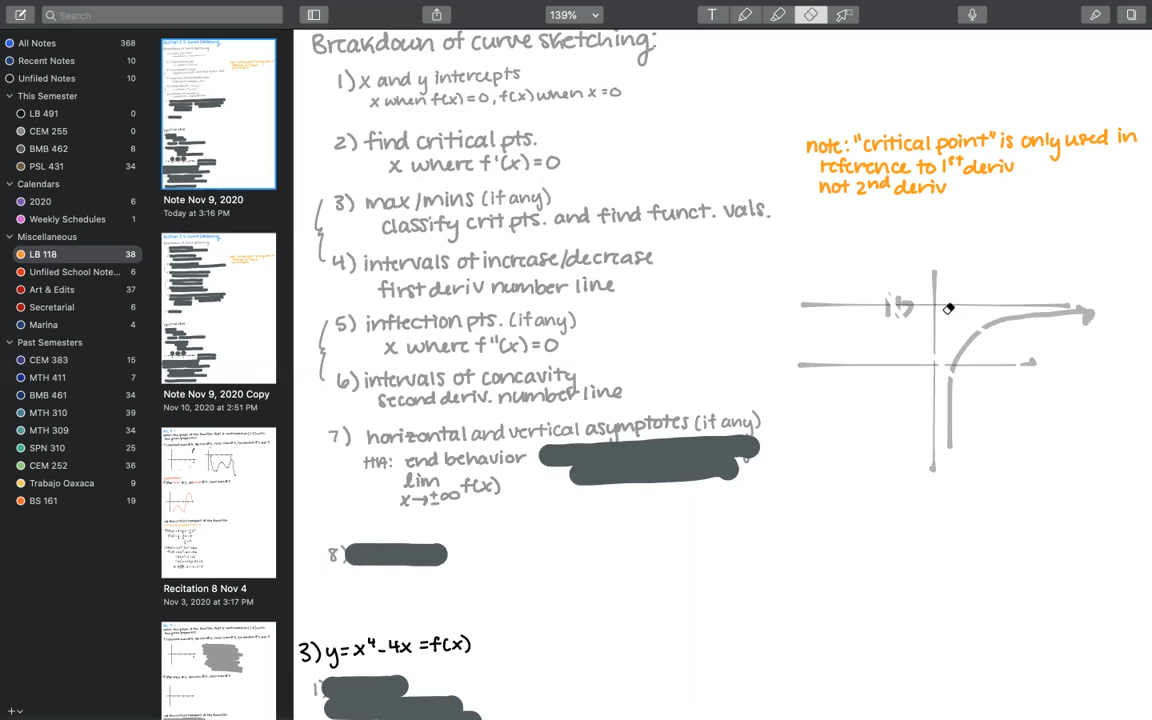 Search
139%
T
All Notes 368
Recent Notes 10
Unfiled Notes 10
This Semester
LB 491 0
CEM 255 0
BMB 462 8
PSL 431 34
Calendars
2020 6
Weekly Schedules 1
Miscellaneous
LB 118 38
Unfiled School Note... 6
Art & Edits 37
Secretarial 6
Marina 4
Past Semesters
CEM 383 15
MTH 411 7
BMB 461 34
MTH 310 39
MTH 309 34
SPN 310 25
CEM 252 36
Trabajo Oaxaca 9
BS 161 19
Note Nov 9, 2020
Today at 3:16 PM
Note Nov 9, 2020 Copy
Nov 10, 2020 at 2:51 PM
Recitation 8 Nov 4
Nov 3, 2020 at 3:17 PM
Breakdown of curve sketching:
1) x and y intercepts
x when f(x)=0, f(x) when x=0
2) find critical pts.
x where f'(x)=0
3) max/mins (if any)
classify crit pts. and find funct. vals.
4) intervals of increase/decrease
first deriv number line
5) inflection pts. (if any)
x where f"(x)=0
6) intervals of concavity
second deriv. number line
7) horizontal and vertical asymptotes (if any)
HA: end behavior
lim f(x)
x→±∞
8)
3) y=x⁴-4x =f(x)
1)
note: "critical point" is only used in
reference to 1st deriv
not 2nd deriv